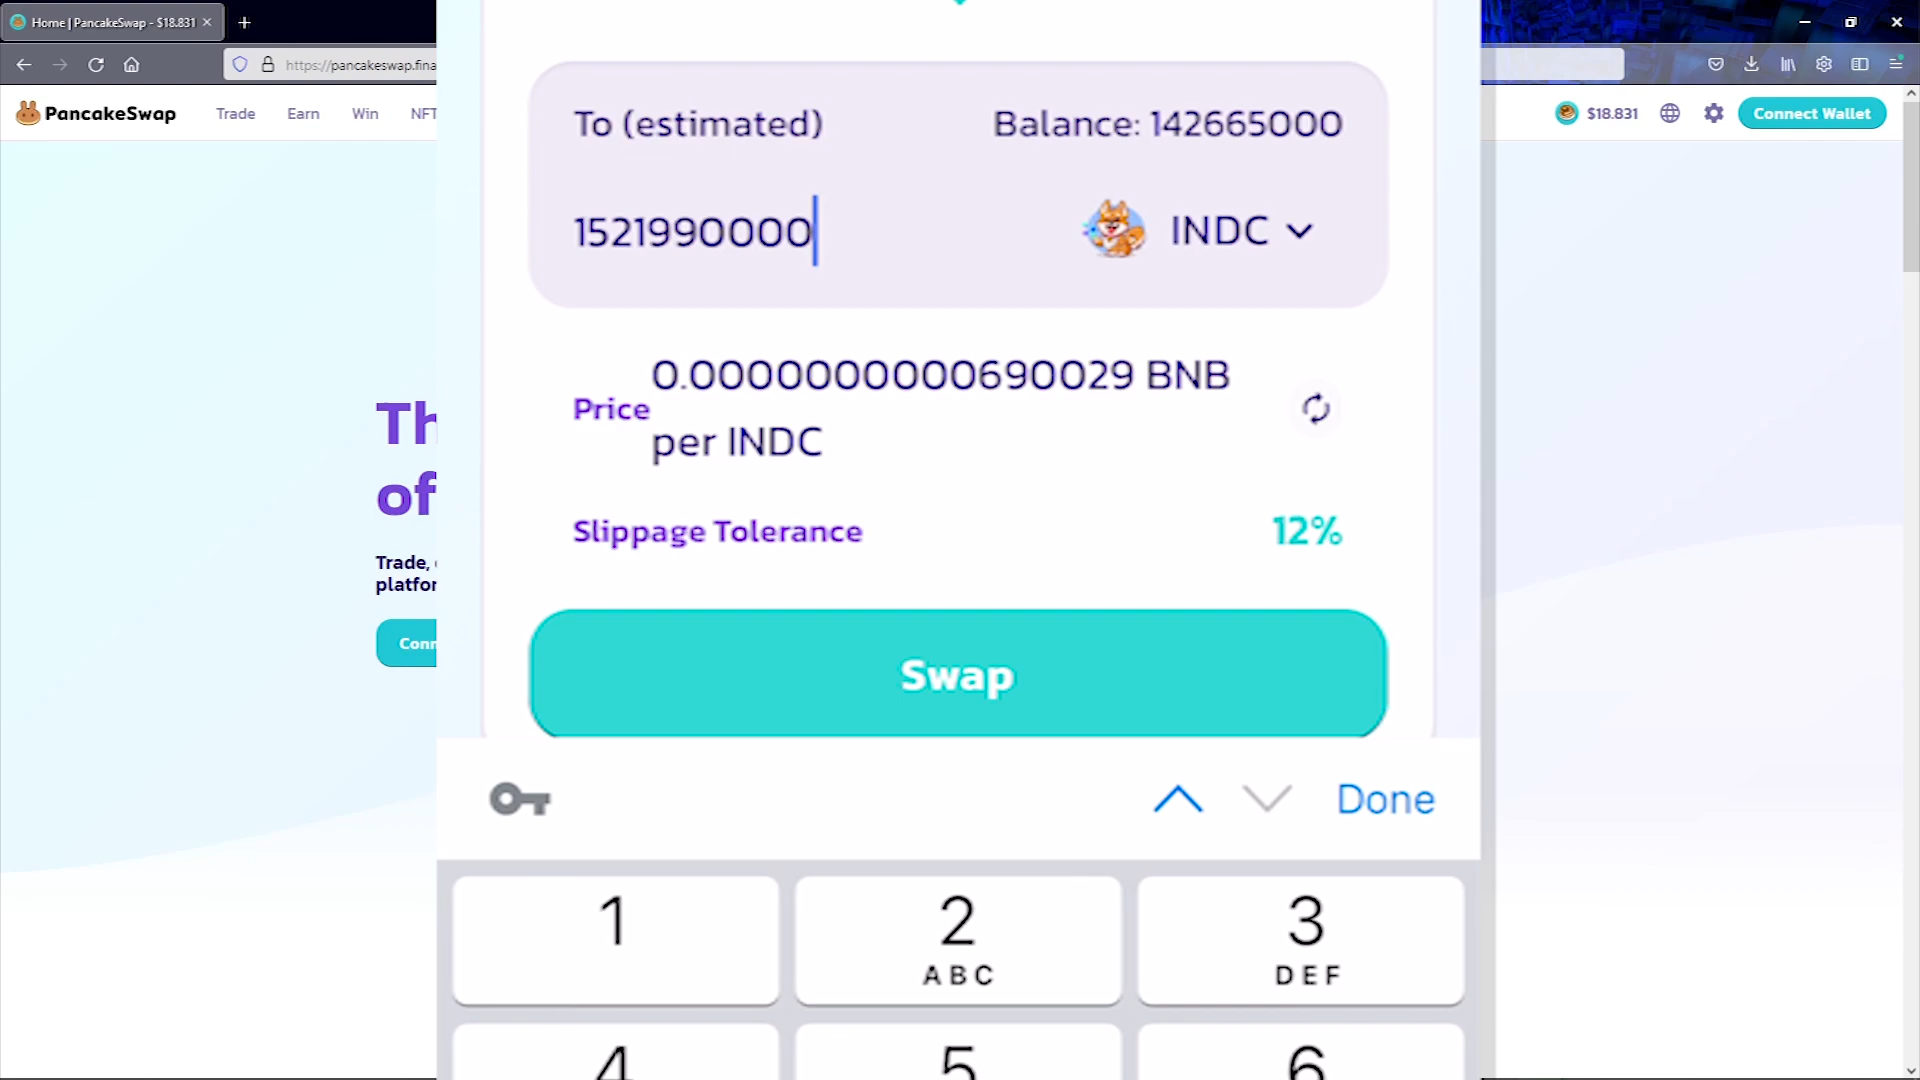 Home | PancakeSwap - $18.831
https://pancakeswap.fina
PancakeSwap
Trade
Earn
Win
NFT
$18.831
Connect Wallet
Th
of
Trade,
platfor
Conn
To (estimated)
Balance: 142665000
1521990000
INDC
Price
0.0000000000690029 BNB
per INDC
Slippage Tolerance
12%
Swap
Done
1
2
ABC
3
DEF
4
5
6